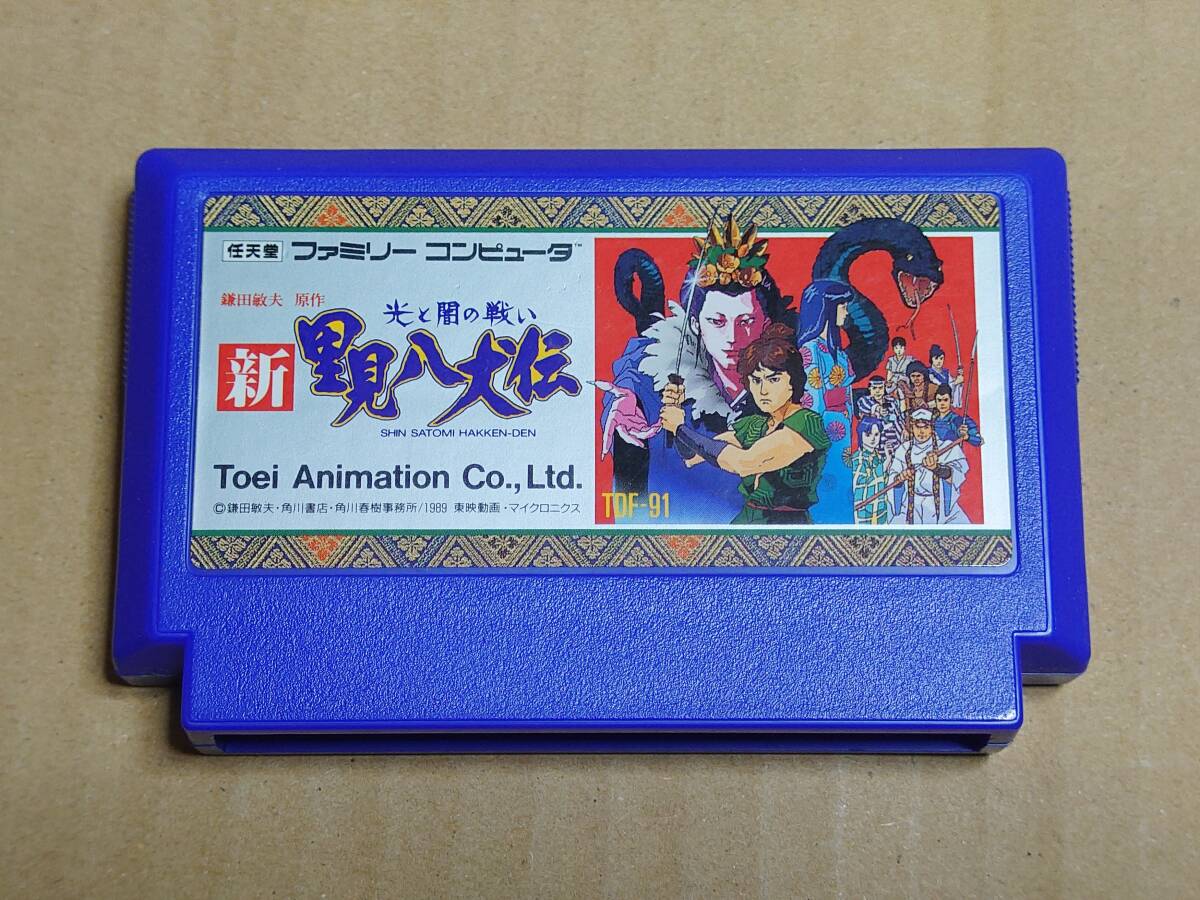 任天堂 ファミリー コンピュータ™
鎌田敏夫 原作
光と闇の戦い
新 里見八犬伝
SHIN SATOMI HAKKEN-DEN
Toei Animation Co., Ltd.
©鎌田敏夫・角川書店・角川春樹事務所/1989 東映動画・マイクロニクス
TDF-91